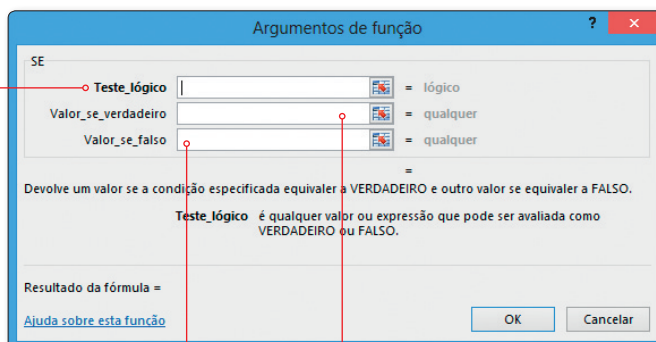 Argumentos de função
? ×
SE
Teste_lógico = lógico
Valor_se_verdadeiro = qualquer
Valor_se_falso = qualquer
=
Devolve um valor se a condição especificada equivaler a VERDADEIRO e outro valor se equivaler a FALSO.
Teste_lógico é qualquer valor ou expressão que pode ser avaliada como
VERDADEIRO ou FALSO.
Resultado da fórmula =
Ajuda sobre esta função
OK Cancelar